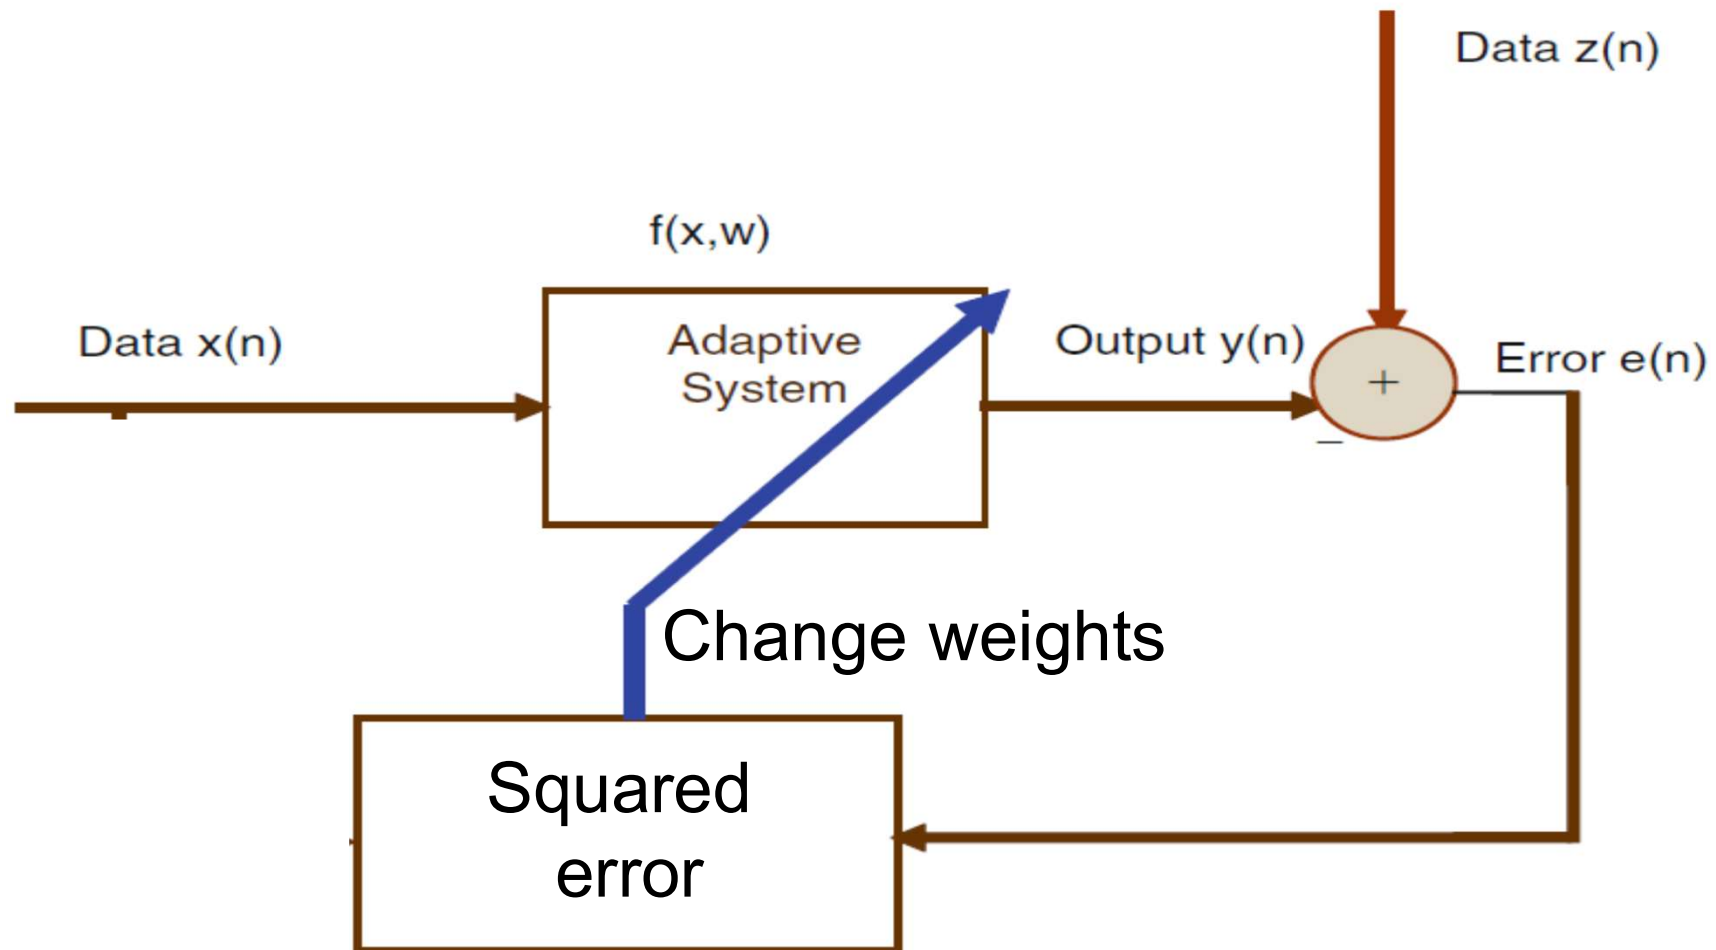 Data z(n)
f(x,w)
Data x(n)
Adaptive
System
Output y(n)
+
Error e(n)
−
Change weights
Squared
error